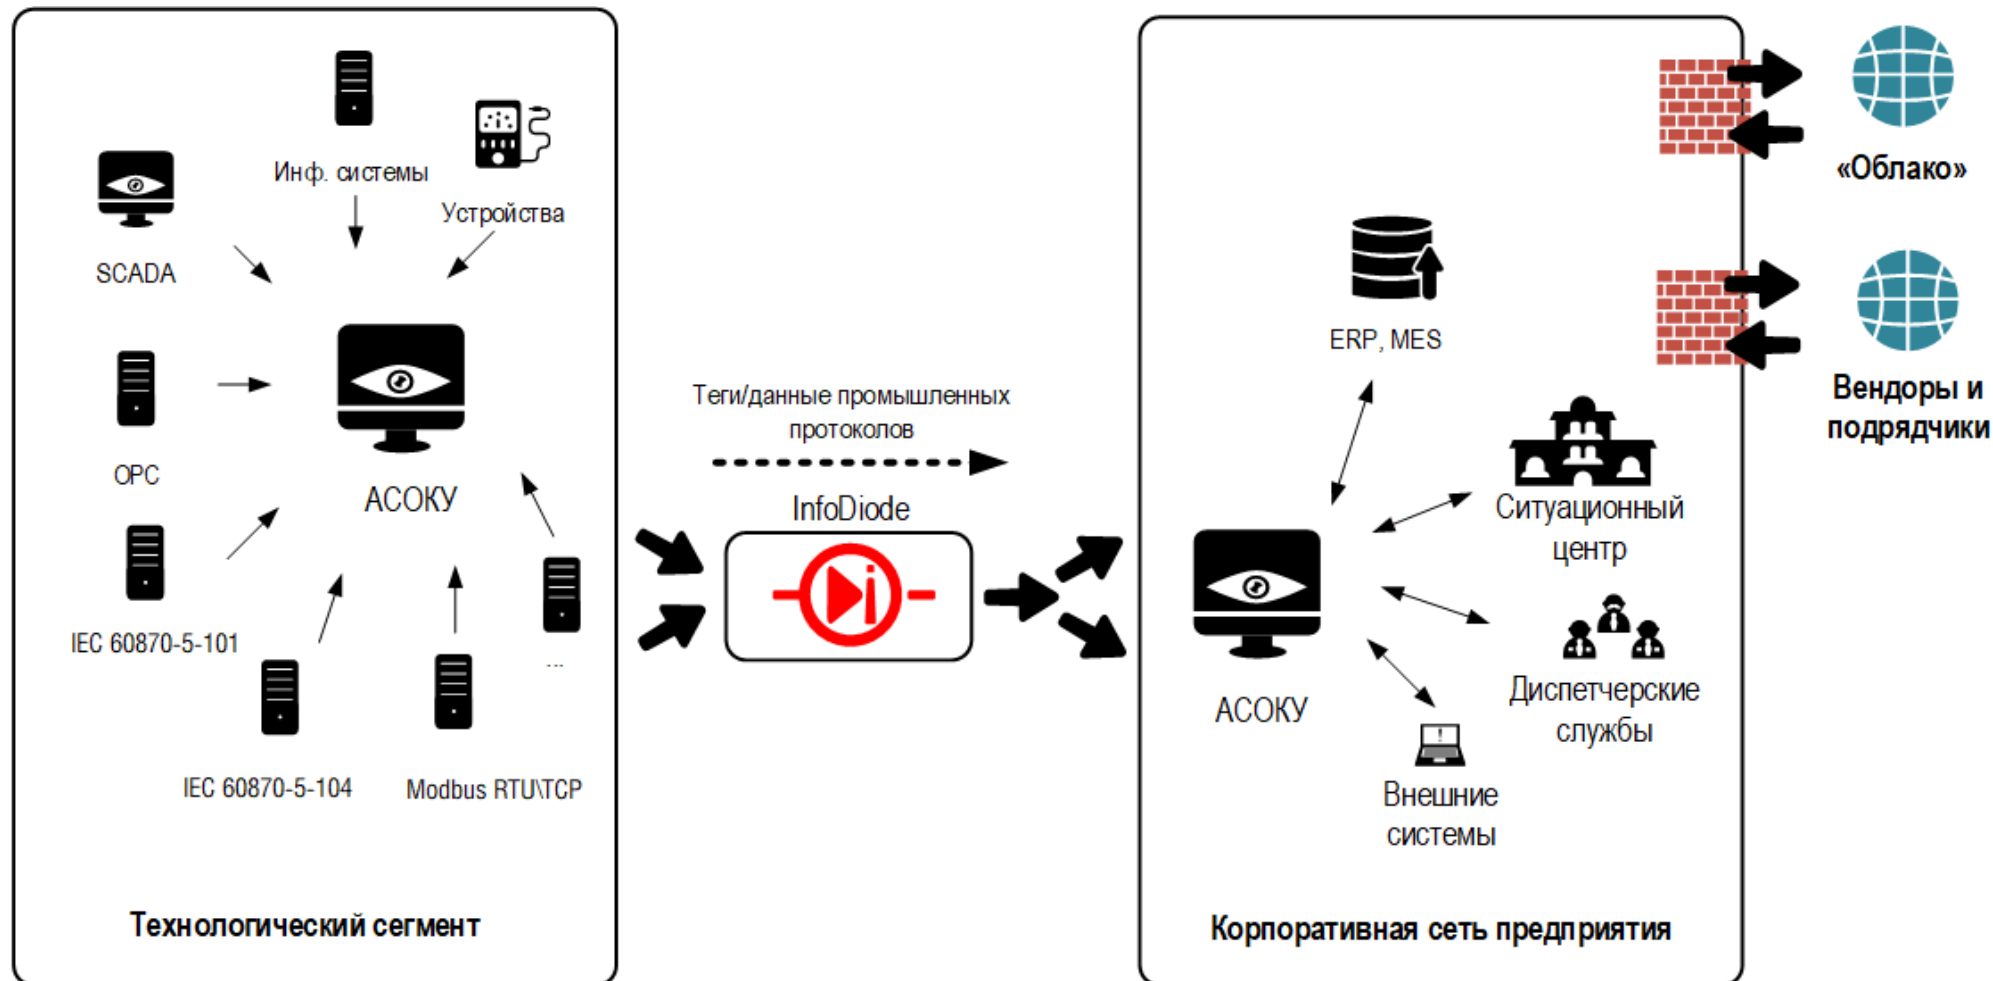 Инф. системы
Устройства
SCADA
OPC
АСОКУ
IEC 60870-5-101
...
IEC 60870-5-104
Modbus RTU\TCP
Технологический сегмент
Теги/данные промышленных
протоколов
InfoDiode
ERP, MES
Ситуационный
центр
АСОКУ
Диспетчерские
службы
Внешние
системы
Корпоративная сеть предприятия
«Облако»
Вендоры и
подрядчики